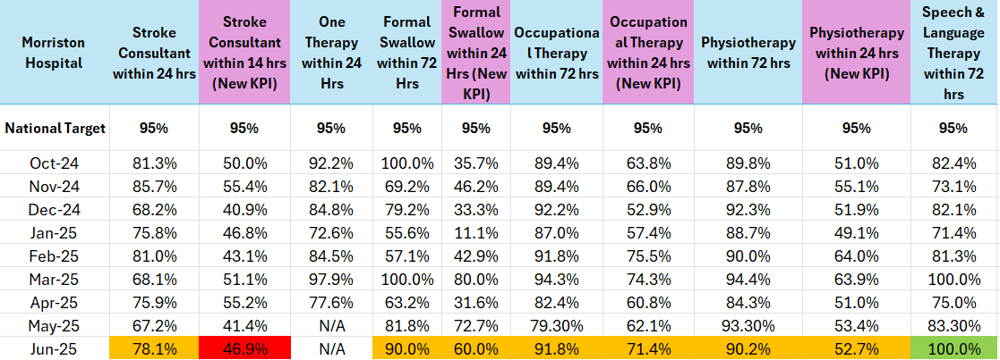 Morriston Hospital Stroke Consultant within 24 hrs Stroke Consultant within 14 hrs (New KPI) One Therapy within 24 Hrs Formal Swallow within 72 Hrs Formal Swallow within 24 Hrs (New KPI) Occupationa l Therapy within 72 hrs Occupation al Therapy within 24 hrs (New KPI) Physiotherapy within 72 hrs Physiotherapy within 24 hrs (New KPI) Speech & Language Therapy within 72 hrs
National Target 95% 95% 95% 95% 95% 95% 95% 95% 95% 95%
Oct-24 81.3% 50.0% 92.2% 100.0% 35.7% 89.4% 63.8% 89.8% 51.0% 82.4%
Nov-24 85.7% 55.4% 82.1% 69.2% 46.2% 89.4% 66.0% 87.8% 55.1% 73.1%
Dec-24 68.2% 40.9% 84.8% 79.2% 33.3% 92.2% 52.9% 92.3% 51.9% 82.1%
Jan-25 75.8% 46.8% 72.6% 55.6% 11.1% 87.0% 57.4% 88.7% 49.1% 71.4%
Feb-25 81.0% 43.1% 84.5% 57.1% 42.9% 91.8% 75.5% 90.0% 64.0% 81.3%
Mar-25 68.1% 51.1% 97.9% 100.0% 80.0% 94.3% 74.3% 94.4% 63.9% 100.0%
Apr-25 75.9% 55.2% 77.6% 63.2% 31.6% 82.4% 60.8% 84.3% 51.0% 75.0%
May-25 67.2% 41.4% N/A 81.8% 72.7% 79.30% 62.1% 93.30% 53.4% 83.30%
Jun-25 78.1% 46.9% N/A 90.0% 60.0% 91.8% 71.4% 90.2% 52.7% 100.0%